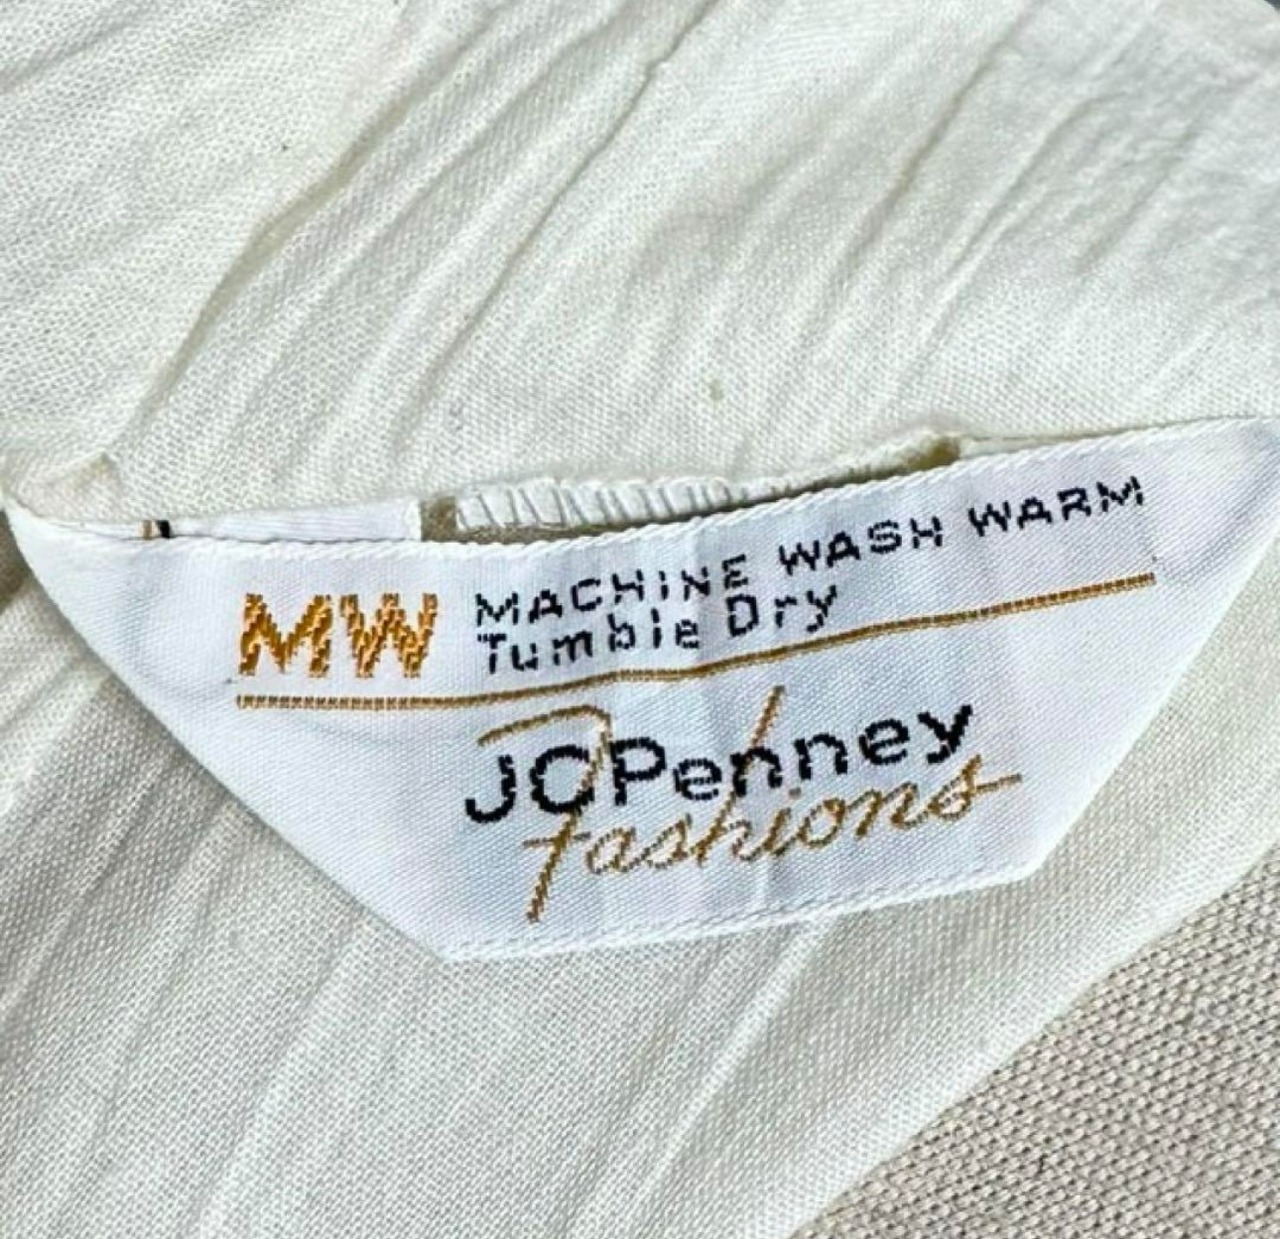 MW MACHINE WASH WARM
Tumble Dry
JCPenney
Fashions